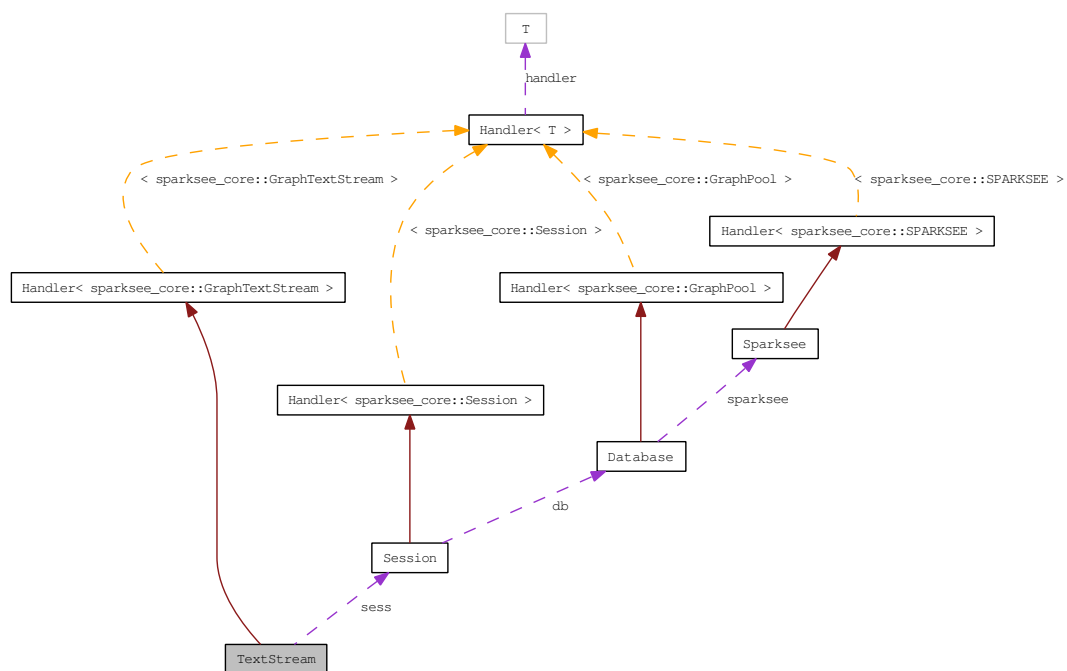 T
handler
Handler< T >
< sparksee_core::GraphTextStream >
< sparksee_core::GraphPool >
< sparksee_core::SPARKSEE >
< sparksee_core::Session >
Handler< sparksee_core::SPARKSEE >
Handler< sparksee_core::GraphTextStream >
Handler< sparksee_core::GraphPool >
Sparksee
Handler< sparksee_core::Session >
sparksee
Database
db
Session
sess
TextStream